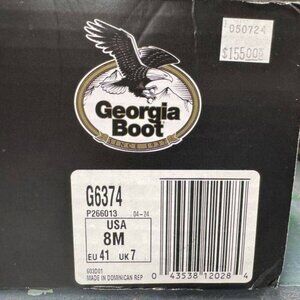 050724
$155.00
Georgia
Boot
SINCE 1937
G6374
P266013 04-24
USA
8M
EU 41 UK 7
603D01
MADE IN DOMINICAN REP
0 43538 12028 4